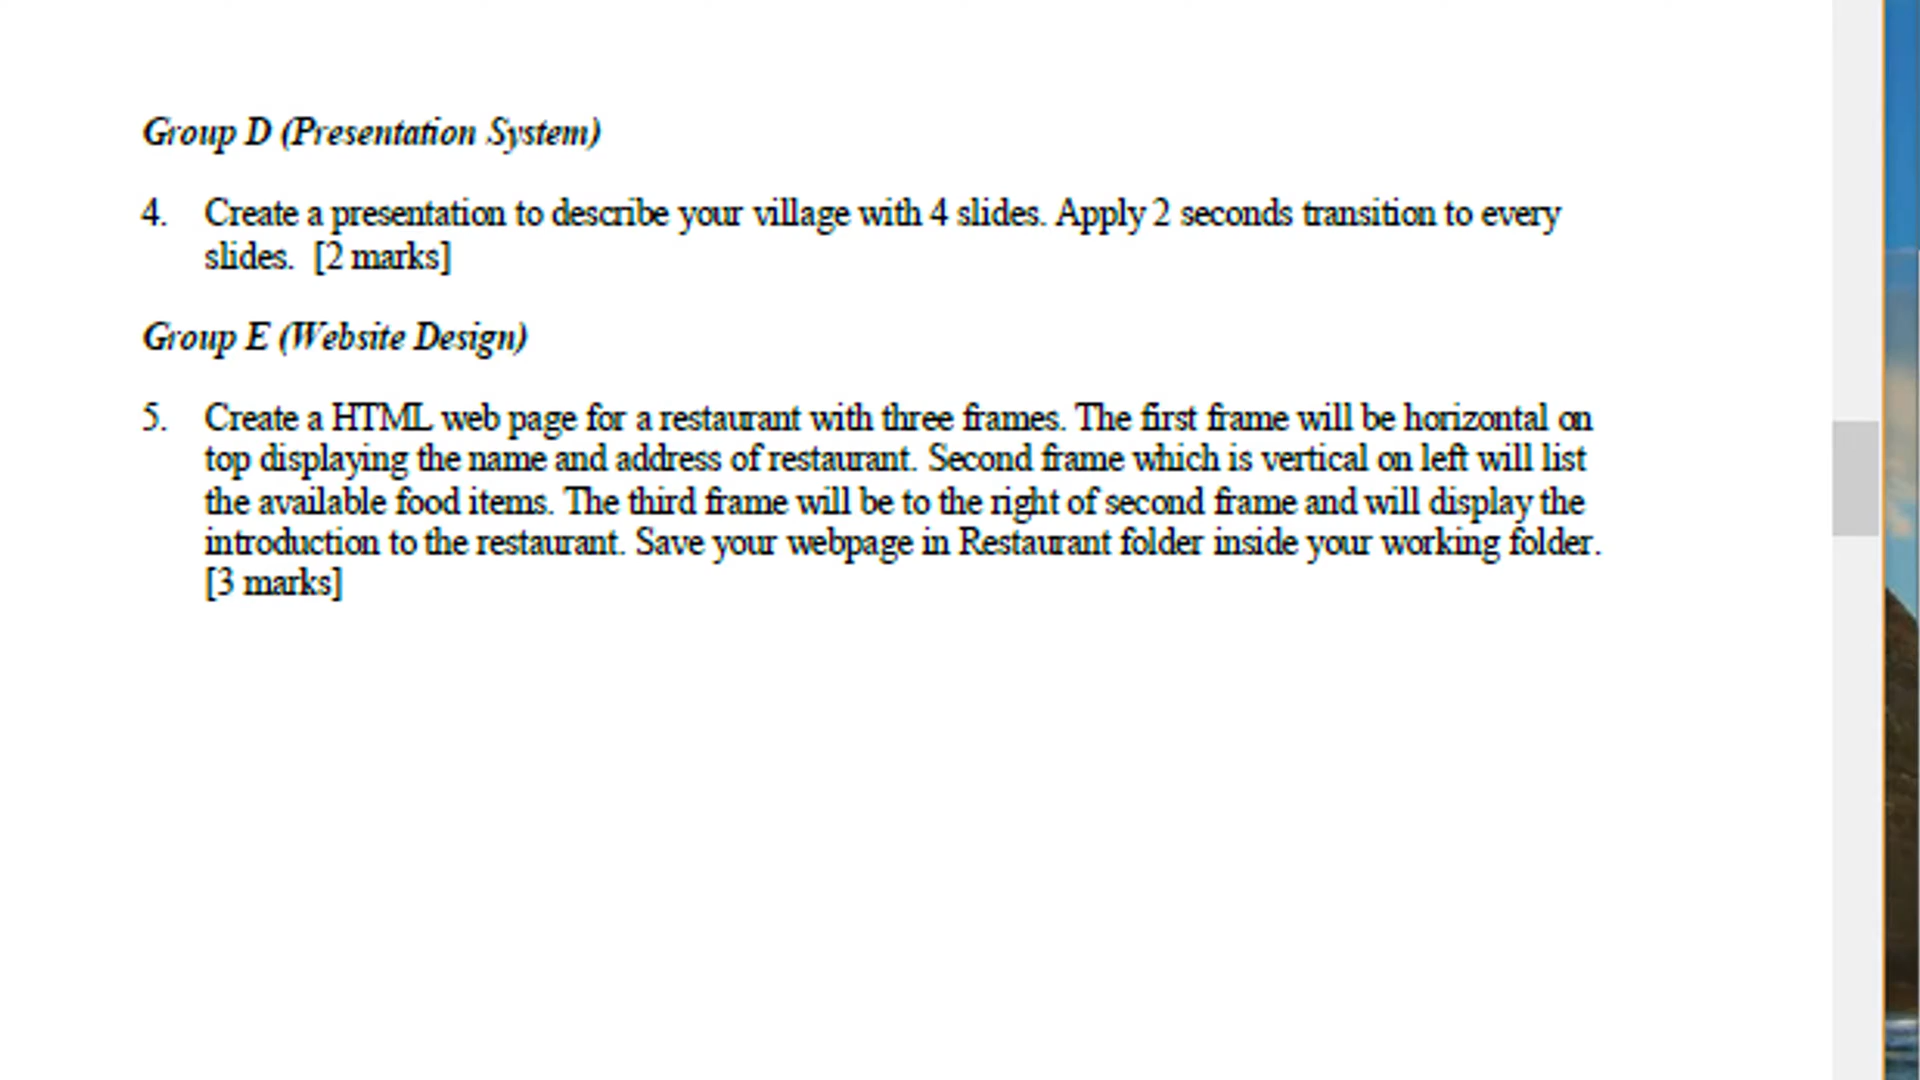 Group D (Presentation System)
4. Create a presentation to describe your village with 4 slides. Apply 2 seconds transition to every
slides. [2 marks]
Group E (Website Design)
5. Create a HTML web page for a restaurant with three frames. The first frame will be horizontal on
top displaying the name and address of restaurant. Second frame which is vertical on left will list
the available food items. The third frame will be to the right of second frame and will display the
introduction to the restaurant. Save your webpage in Restaurant folder inside your working folder.
[3 marks]